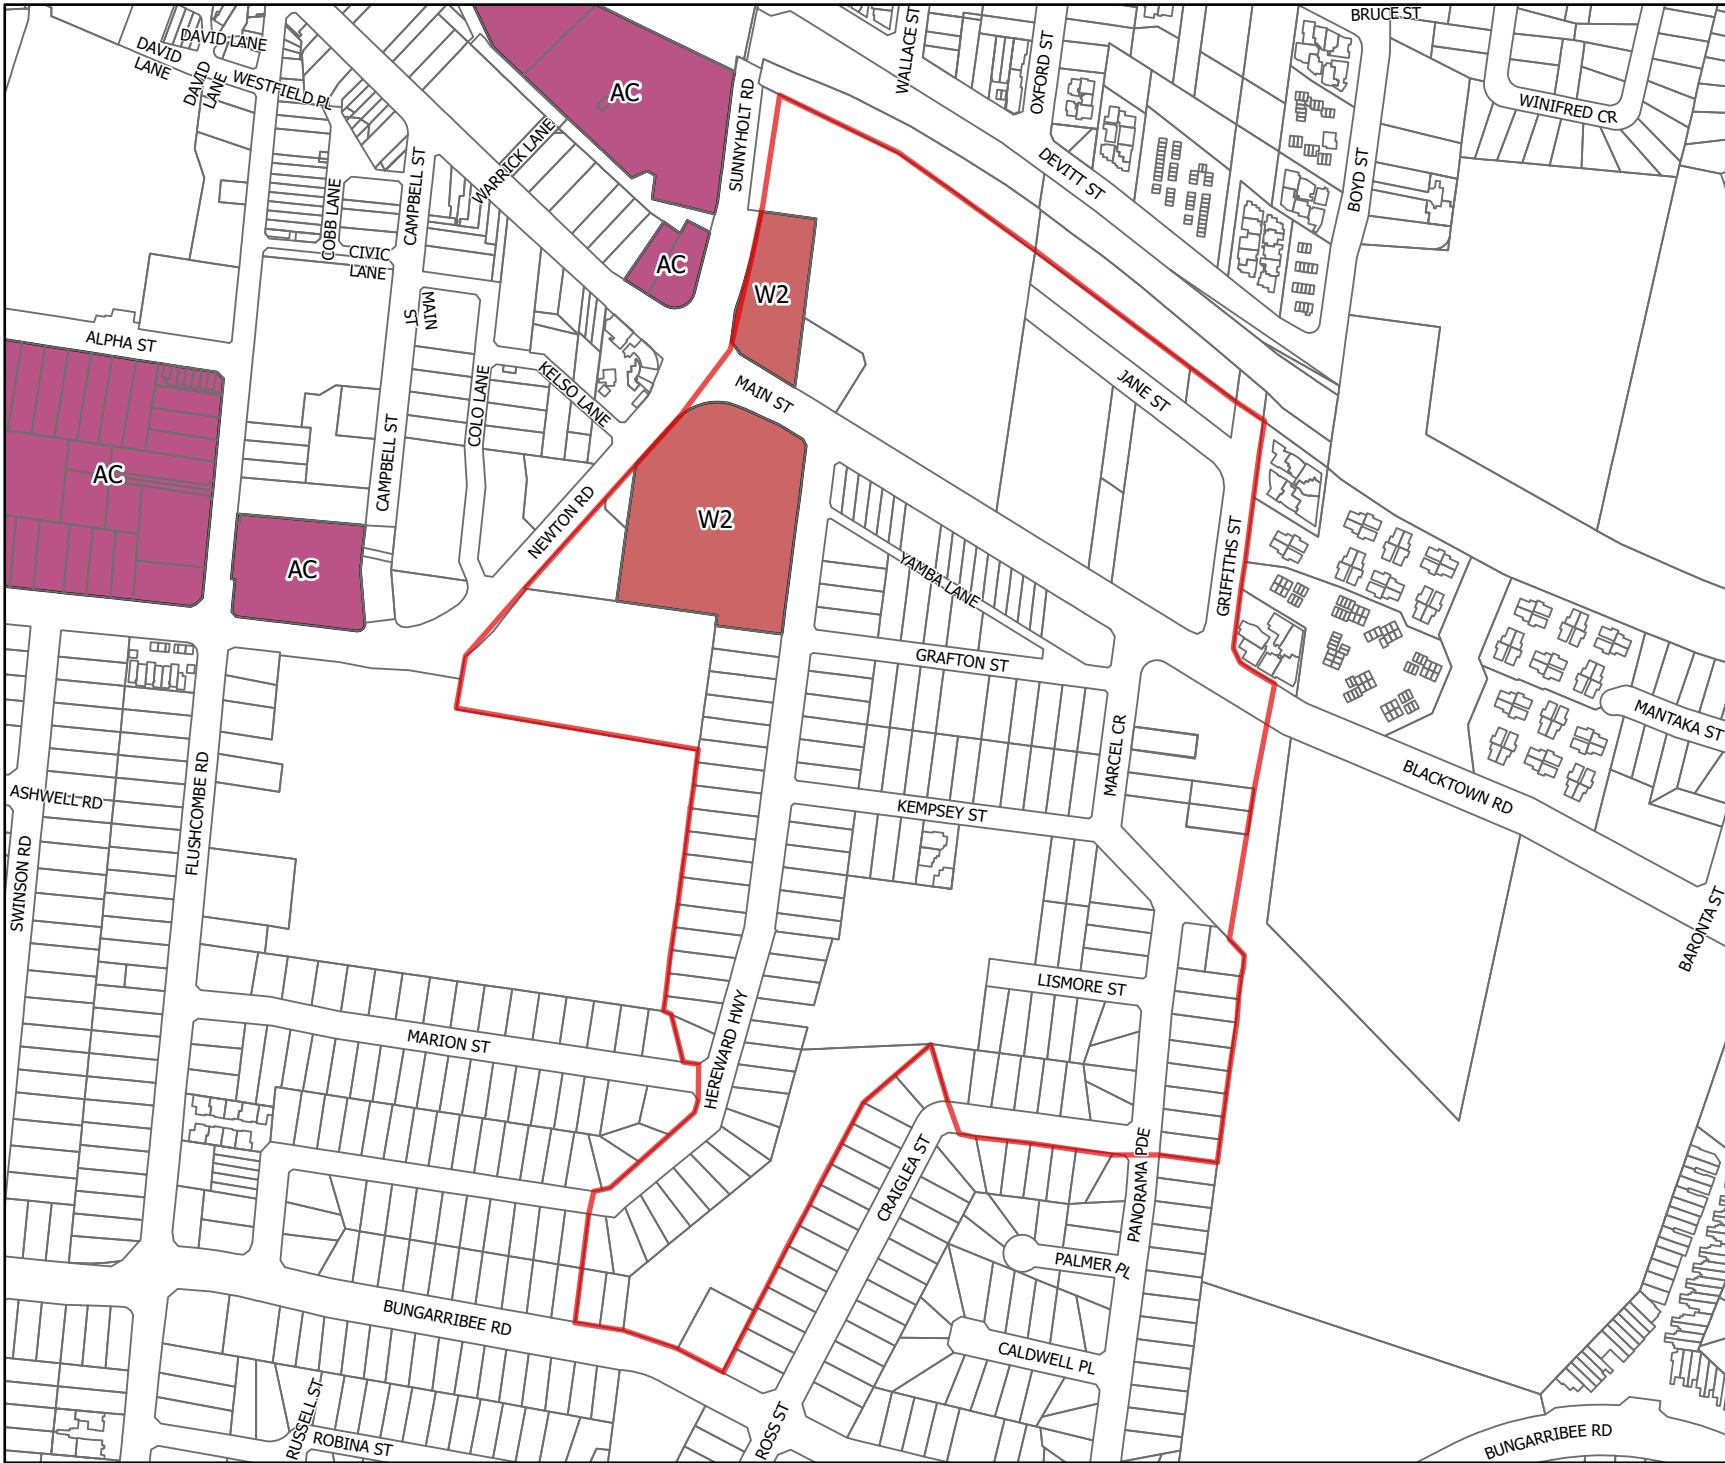 DAVID LANE
DAVID
LANE
DAVID
LANE
WESTFIELD PL
COBB LANE
CAMPBELL ST
CIVIC
LANE
MAIN
ST
WARRICK LANE
AC
SUNNYHOLT RD
AC
WALLACE ST
OXFORD ST
BRUCE ST
WINIFRED CR
DEVITT ST
BOYD ST
W2
MAIN ST
JANE ST
ALPHA ST
AC
AC
CAMPBELL ST
COLO LANE
KELSO LANE
NEWTON RD
W2
YAMBA LANE
GRIFFITHS ST
GRAFTON ST
MARCEL CR
KEMPSEY ST
BLACKTOWN RD
MANTAKA ST
BARONTA ST
ASHWELL RD
SWINSON RD
FLUSHCOMBE RD
MARION ST
HEREWARD HWY
LISMORE ST
CRAIGLEA ST
PANORAMA PDE
PALMER PL
CALDWELL PL
BUNGARRIBEE RD
RUSSELL ST
ROBINA ST
ROSS ST
BUNGARRIBEE RD